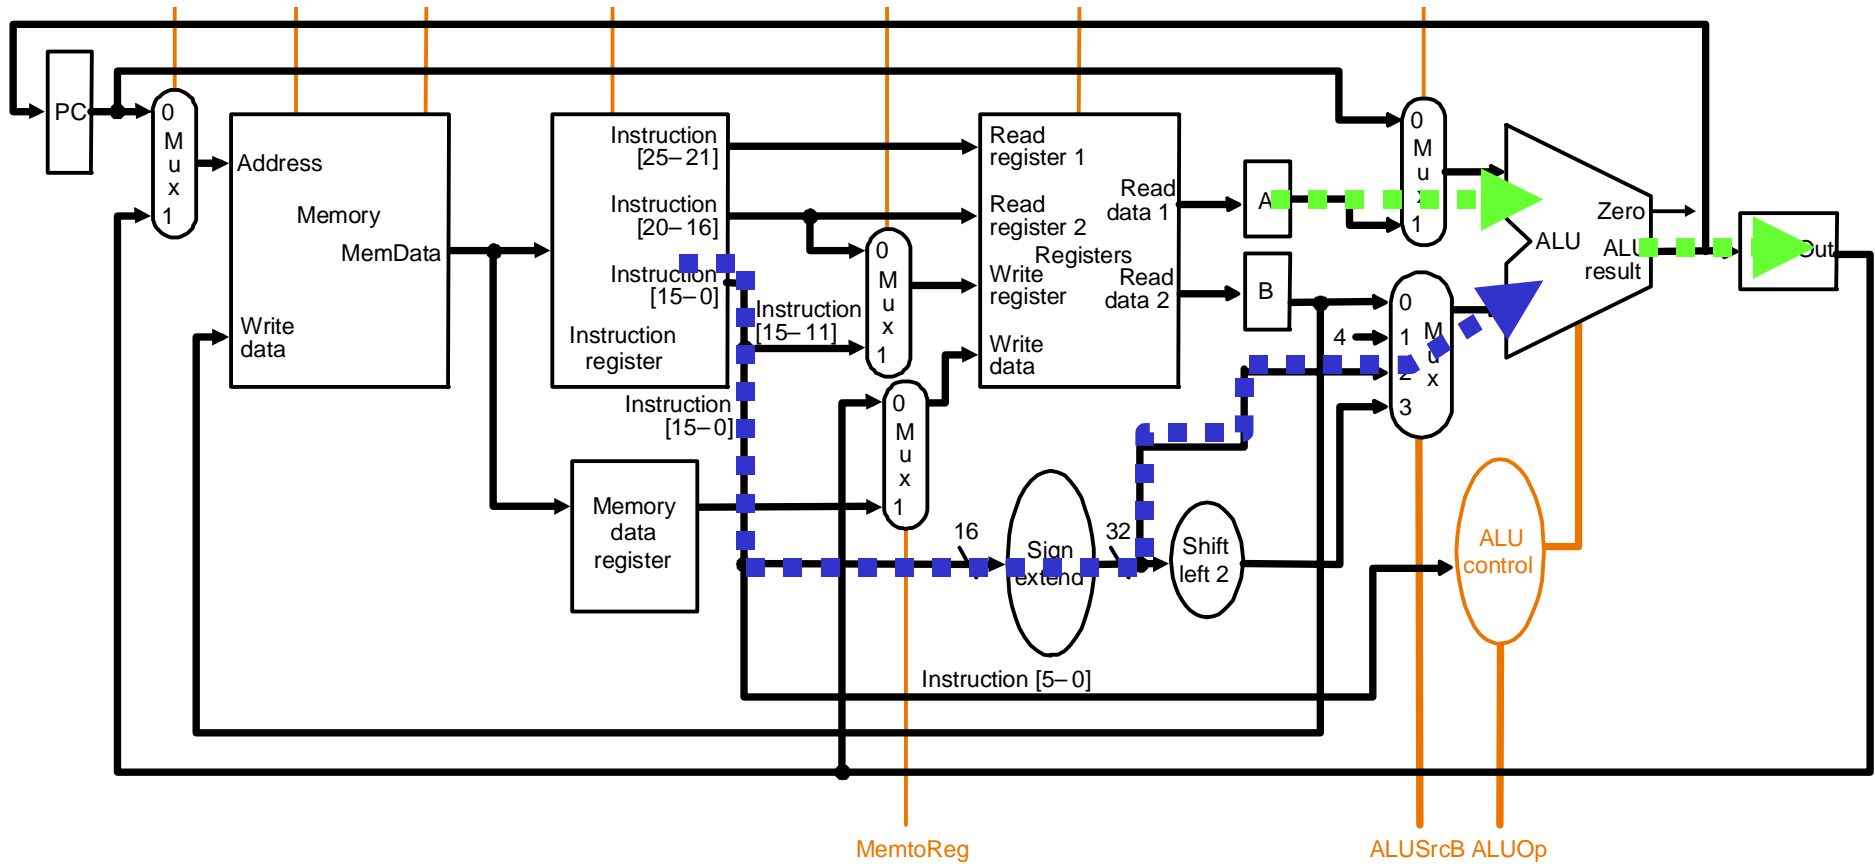 PC
0
M
u
x
1
Address
Memory
MemData
Write
data
Instruction
[25–21]
Instruction
[20–16]
Instruction
[15–0]
Instruction
register
Instruction
[15–0]
Memory
data
register
Instruction
[15–11]
0
M
u
x
1
0
M
u
x
1
Read
register 1
Read
register 2
Registers
Write
register
Write
data
Read
data 1
Read
data 2
16
Sign
extend
32
Shift
left 2
Instruction [5–0]
A
B
4
0
M
u
x
1
0
1
2
3
M
u
x
Zero
ALU
ALU
result
Out
ALU
control
MemtoReg
ALUSrcB ALUOp